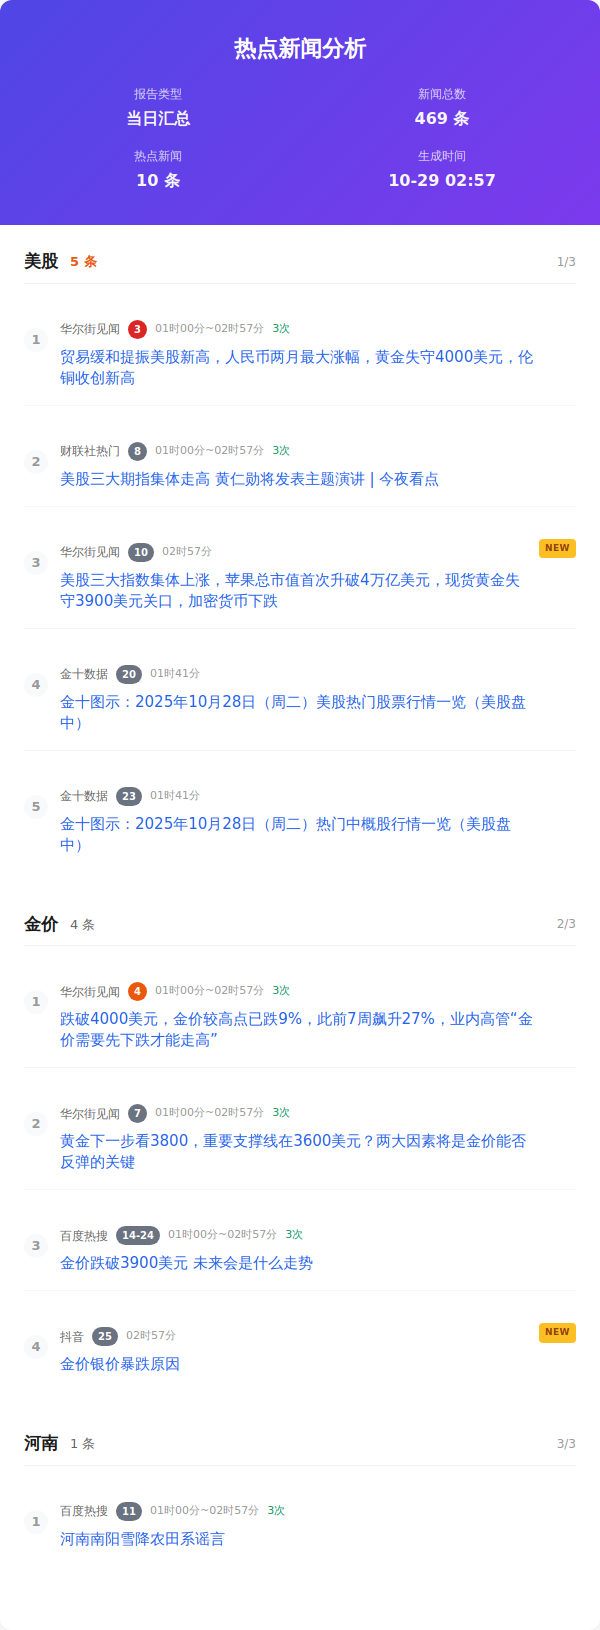 热点新闻分析
报告类型
当日汇总
新闻总数
469 条
热点新闻
10 条
生成时间
10-29 02:57
美股 5 条 1/3
1
华尔街见闻 3 01时00分~02时57分 3次
贸易缓和提振美股新高，人民币两月最大涨幅，黄金失守4000美元，伦
铜收创新高
2
财联社热门 8 01时00分~02时57分 3次
美股三大期指集体走高 黄仁勋将发表主题演讲 | 今夜看点
3
华尔街见闻 10 02时57分 NEW
美股三大指数集体上涨，苹果总市值首次升破4万亿美元，现货黄金失
守3900美元关口，加密货币下跌
4
金十数据 20 01时41分
金十图示：2025年10月28日（周二）美股热门股票行情一览（美股盘
中）
5
金十数据 23 01时41分
金十图示：2025年10月28日（周二）热门中概股行情一览（美股盘
中）
金价 4 条 2/3
1
华尔街见闻 4 01时00分~02时57分 3次
跌破4000美元，金价较高点已跌9%，此前7周飙升27%，业内高管“金
价需要先下跌才能走高”
2
华尔街见闻 7 01时00分~02时57分 3次
黄金下一步看3800，重要支撑线在3600美元？两大因素将是金价能否
反弹的关键
3
百度热搜 14-24 01时00分~02时57分 3次
金价跌破3900美元 未来会是什么走势
4
抖音 25 02时57分 NEW
金价银价暴跌原因
河南 1 条 3/3
1
百度热搜 11 01时00分~02时57分 3次
河南南阳雪降农田系谣言